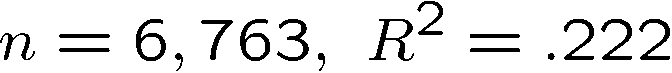 n = 6,763, R² = .222